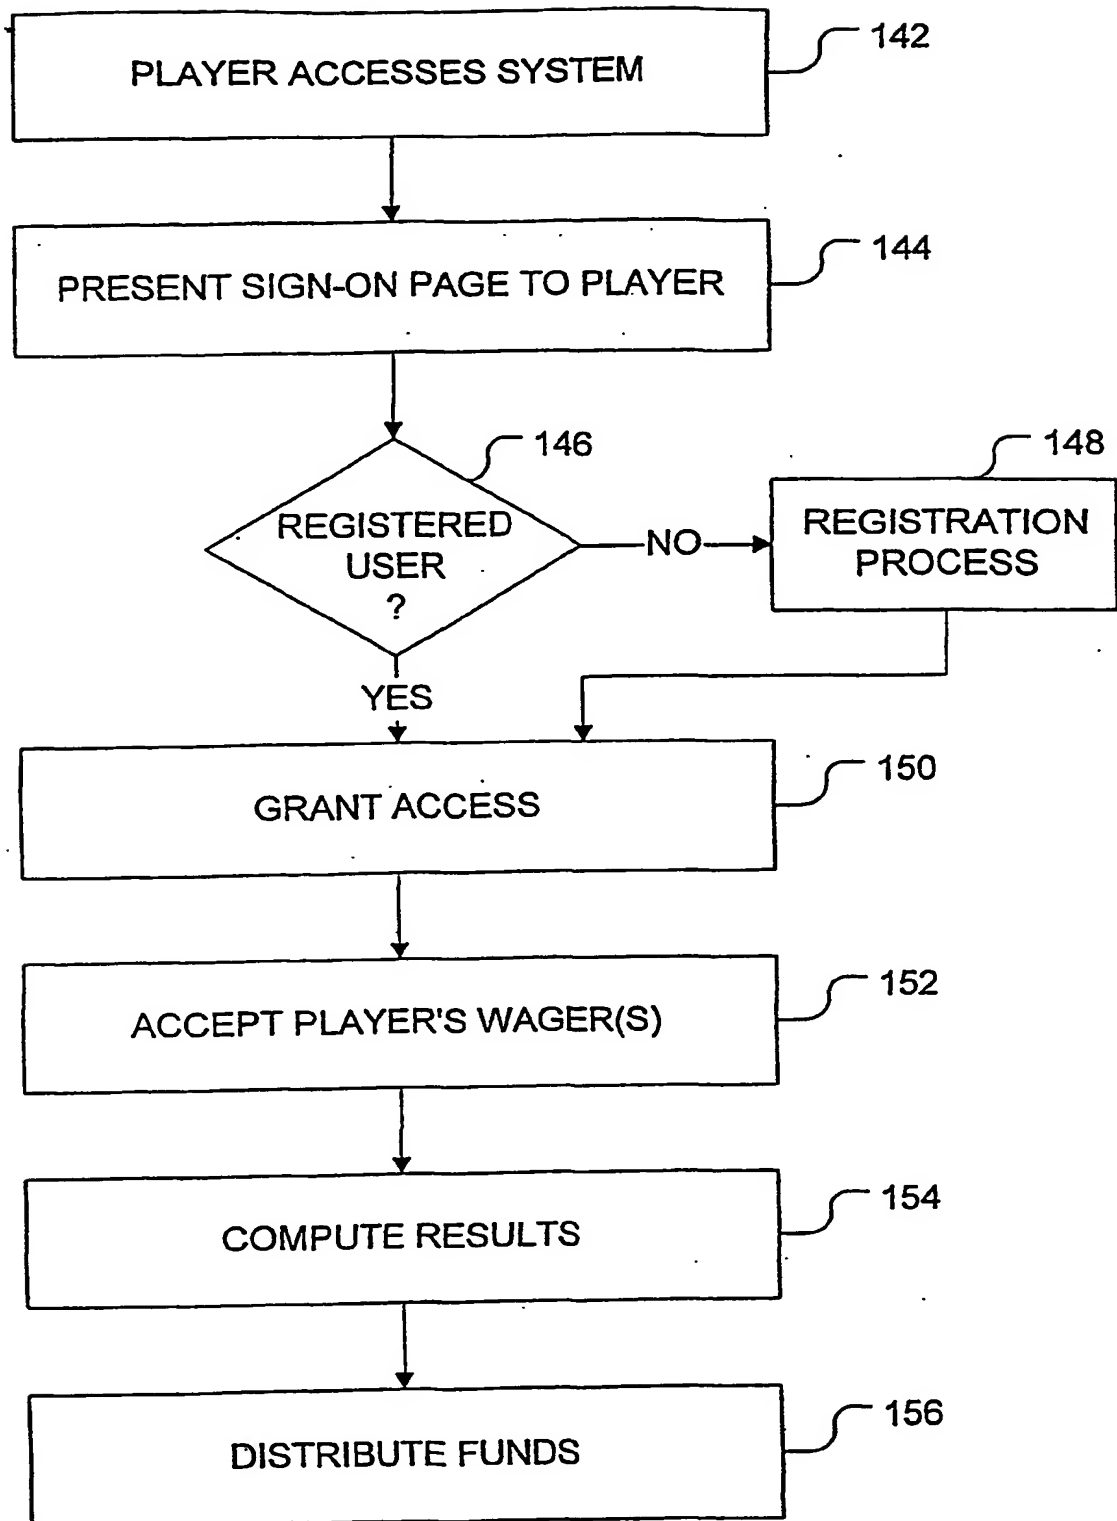 142
PLAYER ACCESSES SYSTEM
144
PRESENT SIGN-ON PAGE TO PLAYER
146
REGISTERED
USER
?
NO
148
REGISTRATION
PROCESS
YES
150
GRANT ACCESS
152
ACCEPT PLAYER'S WAGER(S)
154
COMPUTE RESULTS
156
DISTRIBUTE FUNDS